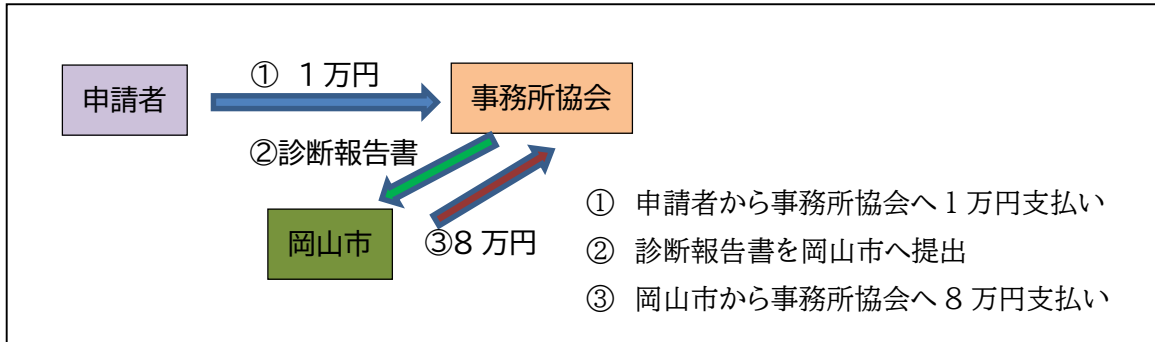 ① 1万円
申請者
事務所協会
②診断報告書
岡山市
③8万円
① 申請者から事務所協会へ1万円支払い
② 診断報告書を岡山市へ提出
③ 岡山市から事務所協会へ8万円支払い